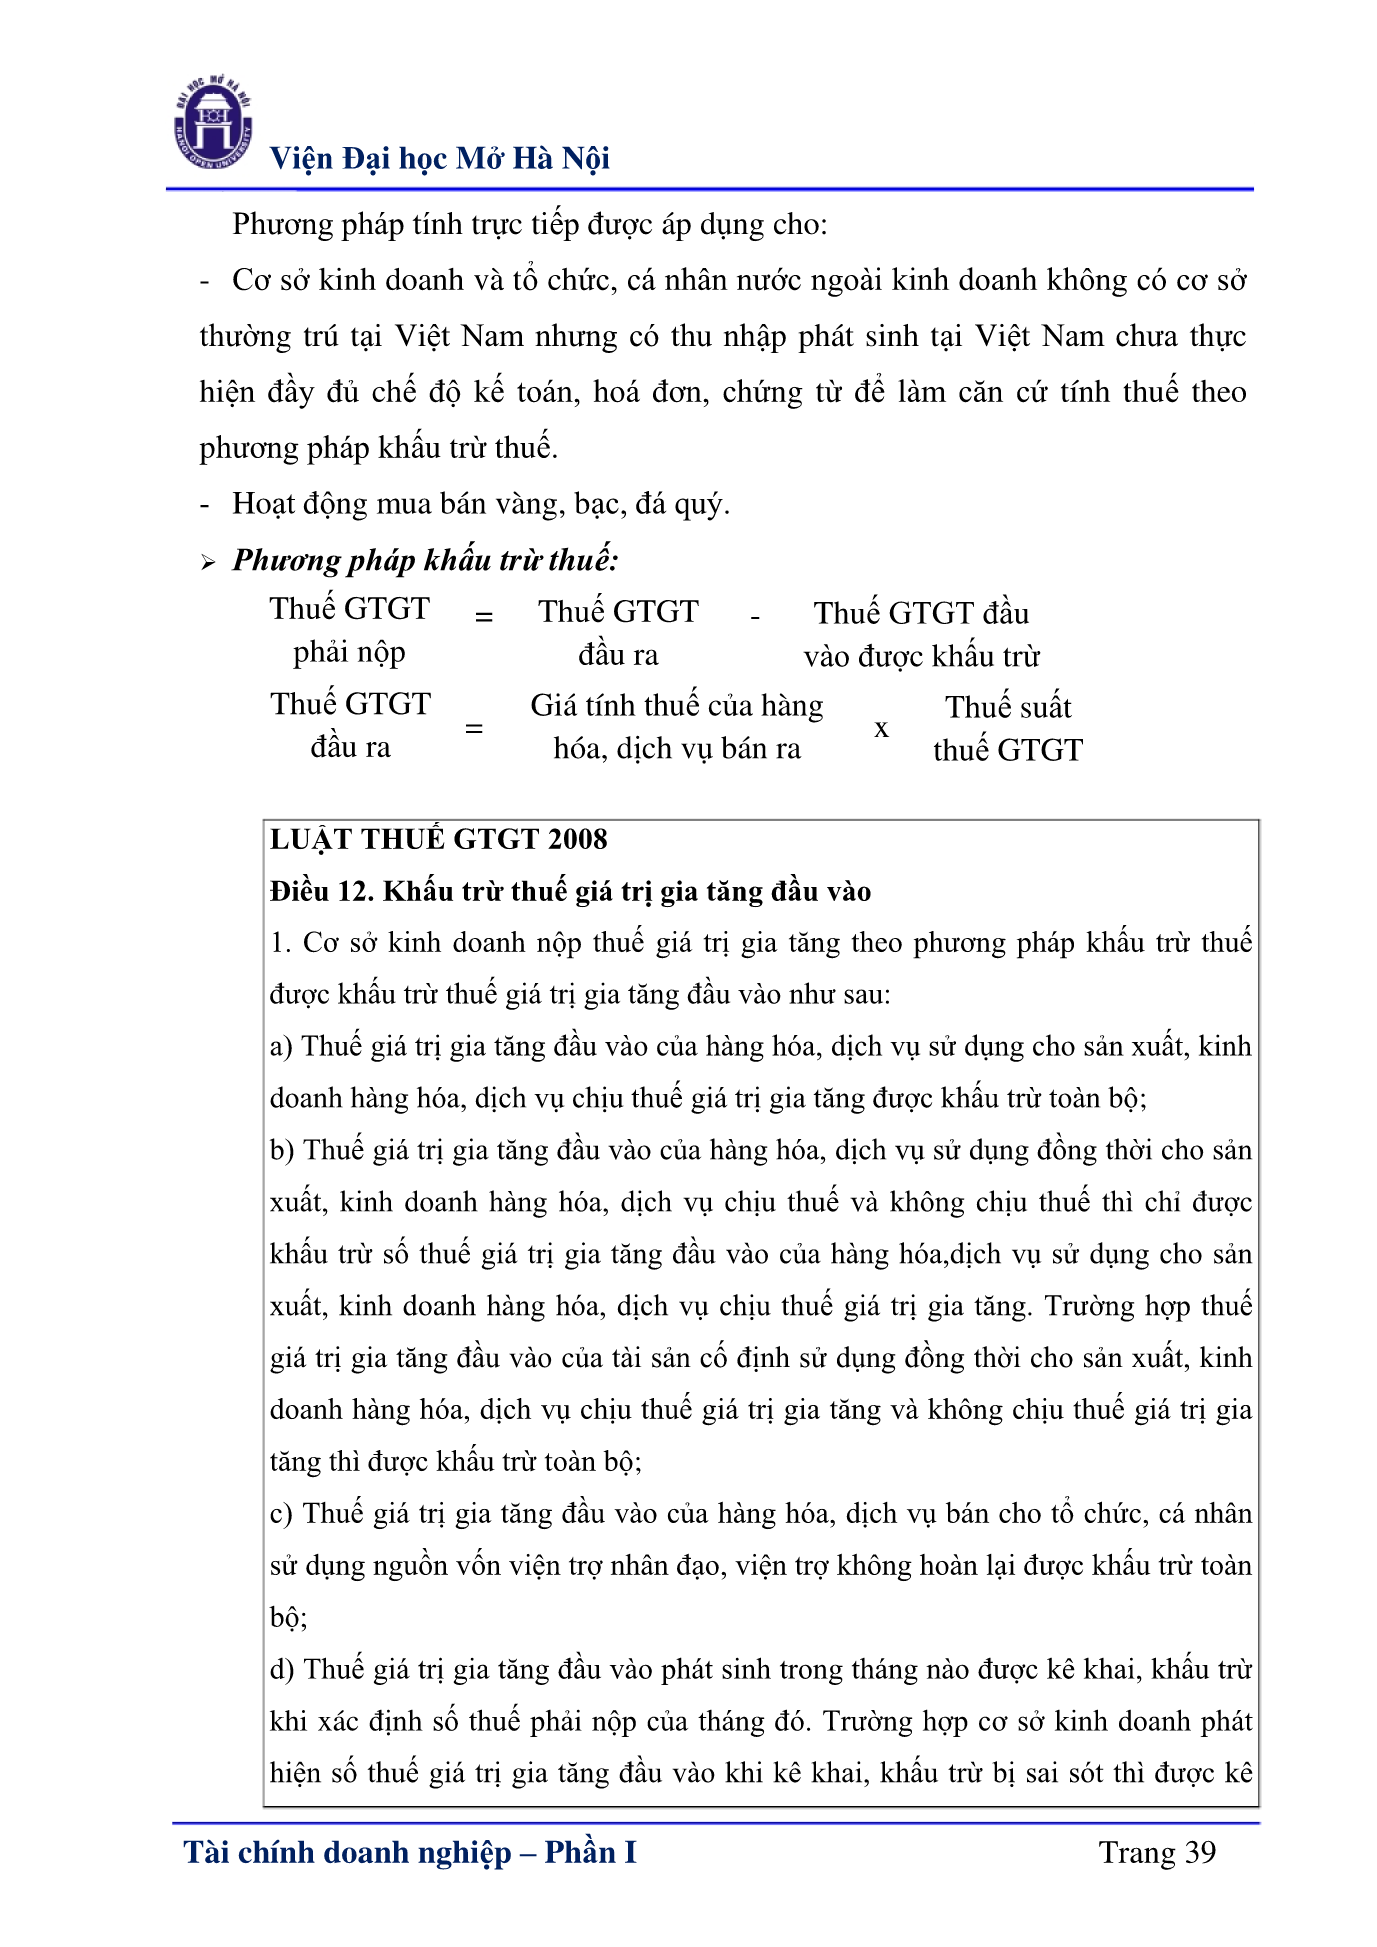 ĐẠI HỌC MỞ HÀ NỘI
HANOI OPEN UNIVERSITY
Viện Đại học Mở Hà Nội
Phương pháp tính trực tiếp được áp dụng cho:
- Cơ sở kinh doanh và tổ chức, cá nhân nước ngoài kinh doanh không có cơ sở
thường trú tại Việt Nam nhưng có thu nhập phát sinh tại Việt Nam chưa thực
hiện đầy đủ chế độ kế toán, hoá đơn, chứng từ để làm căn cứ tính thuế theo
phương pháp khấu trừ thuế.
- Hoạt động mua bán vàng, bạc, đá quý.
➢ Phương pháp khấu trừ thuế:
Thuế GTGT = Thuế GTGT - Thuế GTGT đầu
phải nộp đầu ra vào được khấu trừ
Thuế GTGT = Giá tính thuế của hàng x Thuế suất
đầu ra hóa, dịch vụ bán ra thuế GTGT
LUẬT THUẾ GTGT 2008
Điều 12. Khấu trừ thuế giá trị gia tăng đầu vào
1. Cơ sở kinh doanh nộp thuế giá trị gia tăng theo phương pháp khấu trừ thuế
được khấu trừ thuế giá trị gia tăng đầu vào như sau:
a) Thuế giá trị gia tăng đầu vào của hàng hóa, dịch vụ sử dụng cho sản xuất, kinh
doanh hàng hóa, dịch vụ chịu thuế giá trị gia tăng được khấu trừ toàn bộ;
b) Thuế giá trị gia tăng đầu vào của hàng hóa, dịch vụ sử dụng đồng thời cho sản
xuất, kinh doanh hàng hóa, dịch vụ chịu thuế và không chịu thuế thì chỉ được
khấu trừ số thuế giá trị gia tăng đầu vào của hàng hóa,dịch vụ sử dụng cho sản
xuất, kinh doanh hàng hóa, dịch vụ chịu thuế giá trị gia tăng. Trường hợp thuế
giá trị gia tăng đầu vào của tài sản cố định sử dụng đồng thời cho sản xuất, kinh
doanh hàng hóa, dịch vụ chịu thuế giá trị gia tăng và không chịu thuế giá trị gia
tăng thì được khấu trừ toàn bộ;
c) Thuế giá trị gia tăng đầu vào của hàng hóa, dịch vụ bán cho tổ chức, cá nhân
sử dụng nguồn vốn viện trợ nhân đạo, viện trợ không hoàn lại được khấu trừ toàn
bộ;
d) Thuế giá trị gia tăng đầu vào phát sinh trong tháng nào được kê khai, khấu trừ
khi xác định số thuế phải nộp của tháng đó. Trường hợp cơ sở kinh doanh phát
hiện số thuế giá trị gia tăng đầu vào khi kê khai, khấu trừ bị sai sót thì được kê
Tài chính doanh nghiệp – Phần I Trang 39